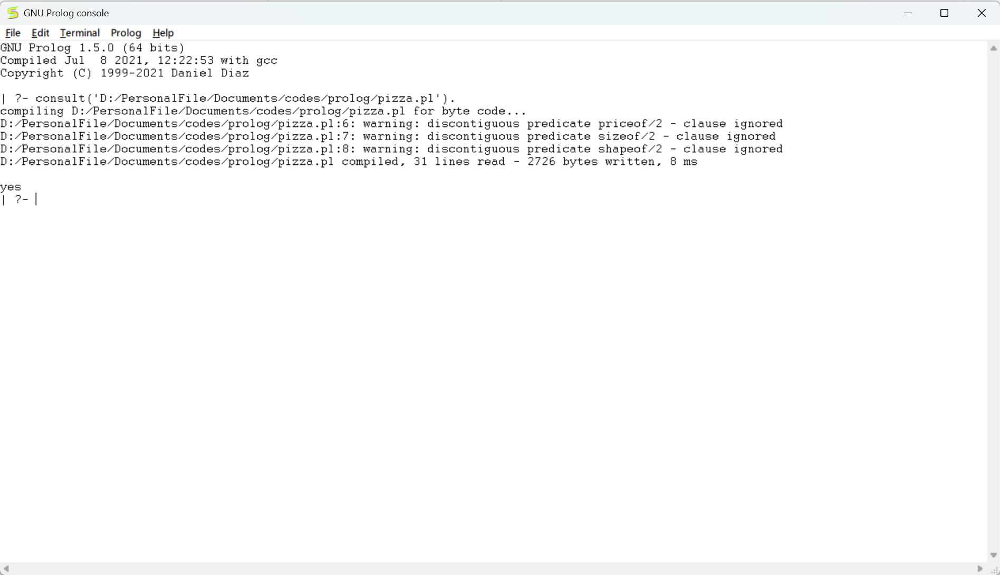 GNU Prolog console
File Edit Terminal Prolog Help
GNU Prolog 1.5.0 (64 bits)
Compiled Jul  8 2021, 12:22:53 with gcc
Copyright (C) 1999-2021 Daniel Diaz
| ?- consult('D:/PersonalFile/Documents/codes/prolog/pizza.pl').
compiling D:/PersonalFile/Documents/codes/prolog/pizza.pl for byte code...
D:/PersonalFile/Documents/codes/prolog/pizza.pl:6: warning: discontiguous predicate priceof/2 - clause ignored
D:/PersonalFile/Documents/codes/prolog/pizza.pl:7: warning: discontiguous predicate sizeof/2 - clause ignored
D:/PersonalFile/Documents/codes/prolog/pizza.pl:8: warning: discontiguous predicate shapeof/2 - clause ignored
D:/PersonalFile/Documents/codes/prolog/pizza.pl compiled, 31 lines read - 2726 bytes written, 8 ms
yes
| ?-